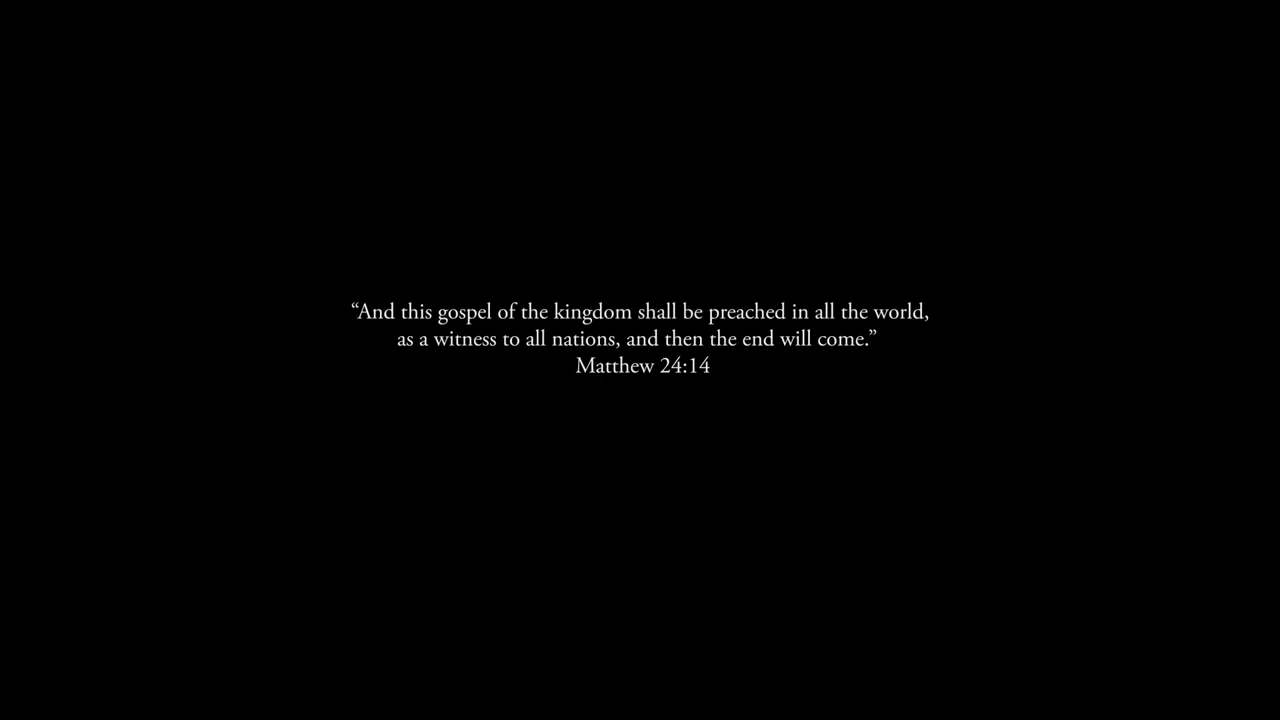 “And this gospel of the kingdom shall be preached in all the world,
as a witness to all nations, and then the end will come.”
Matthew 24:14